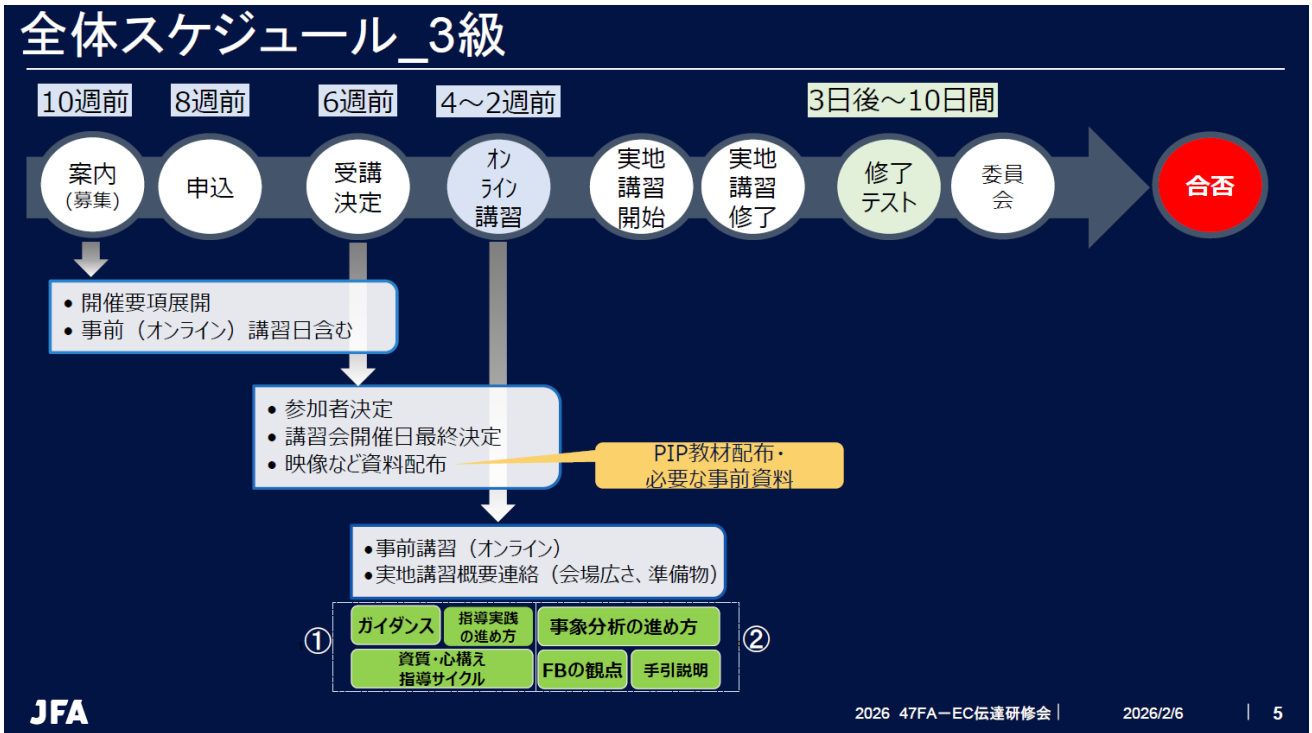 全体スケジュール_3級
10週前
8週前
6週前
4～2週前
3日後～10日間
案内
(募集)
申込
受講
決定
オン
ライン
講習
実地
講習
開始
実地
講習
修了
修了
テスト
委員
会
合否
• 開催要項展開
• 事前（オンライン）講習日含む
• 参加者決定
• 講習会開催日最終決定
• 映像など資料配布
PIP教材配布・
必要な事前資料
•事前講習（オンライン）
•実地講習概要連絡（会場広さ、準備物）
①
ガイダンス
指導実践
の進め方
資質・心構え
指導サイクル
事象分析の進め方
FBの観点
手引説明
②
JFA
2026 47FA－EC伝達研修会
2026/2/6
5